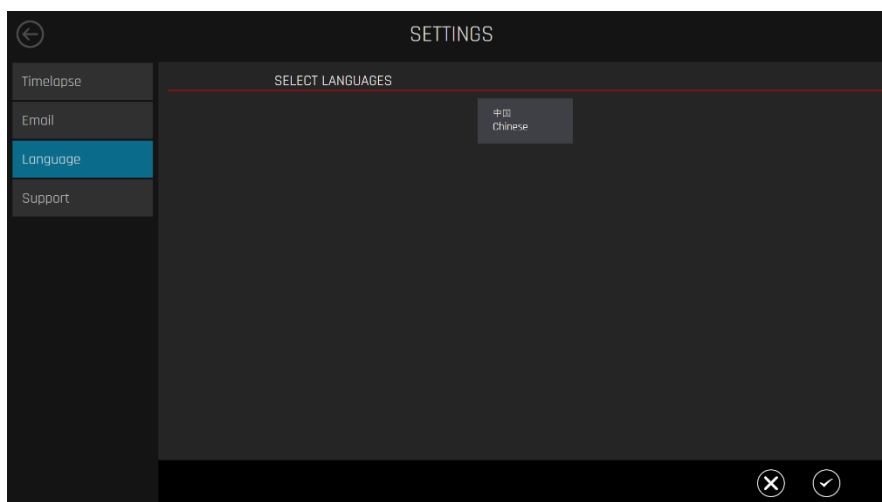 SETTINGS
Timelapse
Email
Language
Support
SELECT LANGUAGES
中国
Chinese